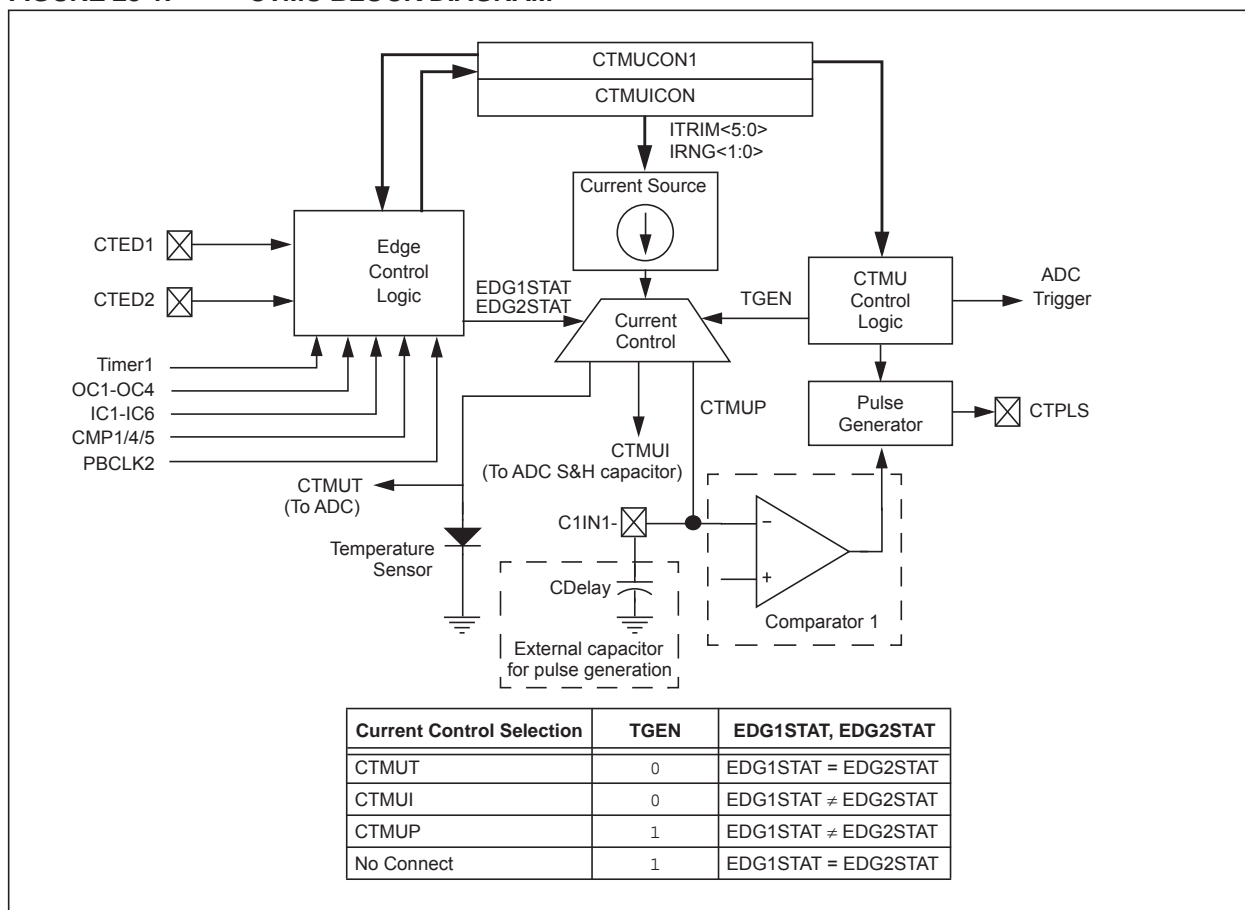 CTMUCON1
CTMUICON
ITRIM<5:0>
IRNG<1:0>
Current Source
CTED1
CTED2
Edge
Control
Logic
EDG1STAT
EDG2STAT
Current
Control
TGEN
CTMU
Control
Logic
ADC
Trigger
Timer1
OC1-OC4
IC1-IC6
CMP1/4/5
PBCLK2
CTMUP
Pulse
Generator
CTPLS
CTMUI
(To ADC S&H capacitor)
CTMUT
(To ADC)
C1IN1-
Temperature
Sensor
CDelay
−
+
Comparator 1
External capacitor
for pulse generation
Current Control Selection TGEN EDG1STAT, EDG2STAT
CTMUT 0 EDG1STAT = EDG2STAT
CTMUI 0 EDG1STAT ≠ EDG2STAT
CTMUP 1 EDG1STAT ≠ EDG2STAT
No Connect 1 EDG1STAT = EDG2STAT